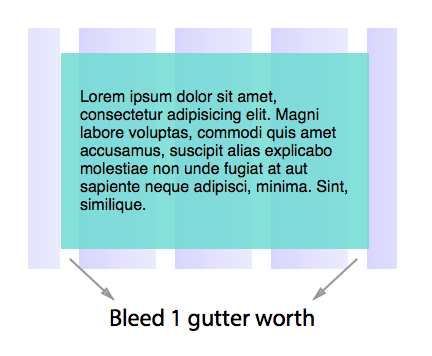 Lorem ipsum dolor sit amet,
consectetur adipisicing elit. Magni
labore voluptas, commodi quis amet
accusamus, suscipit alias explicabo
molestiae non unde fugiat at aut
sapiente neque adipisci, minima. Sint,
similique.
Bleed 1 gutter worth